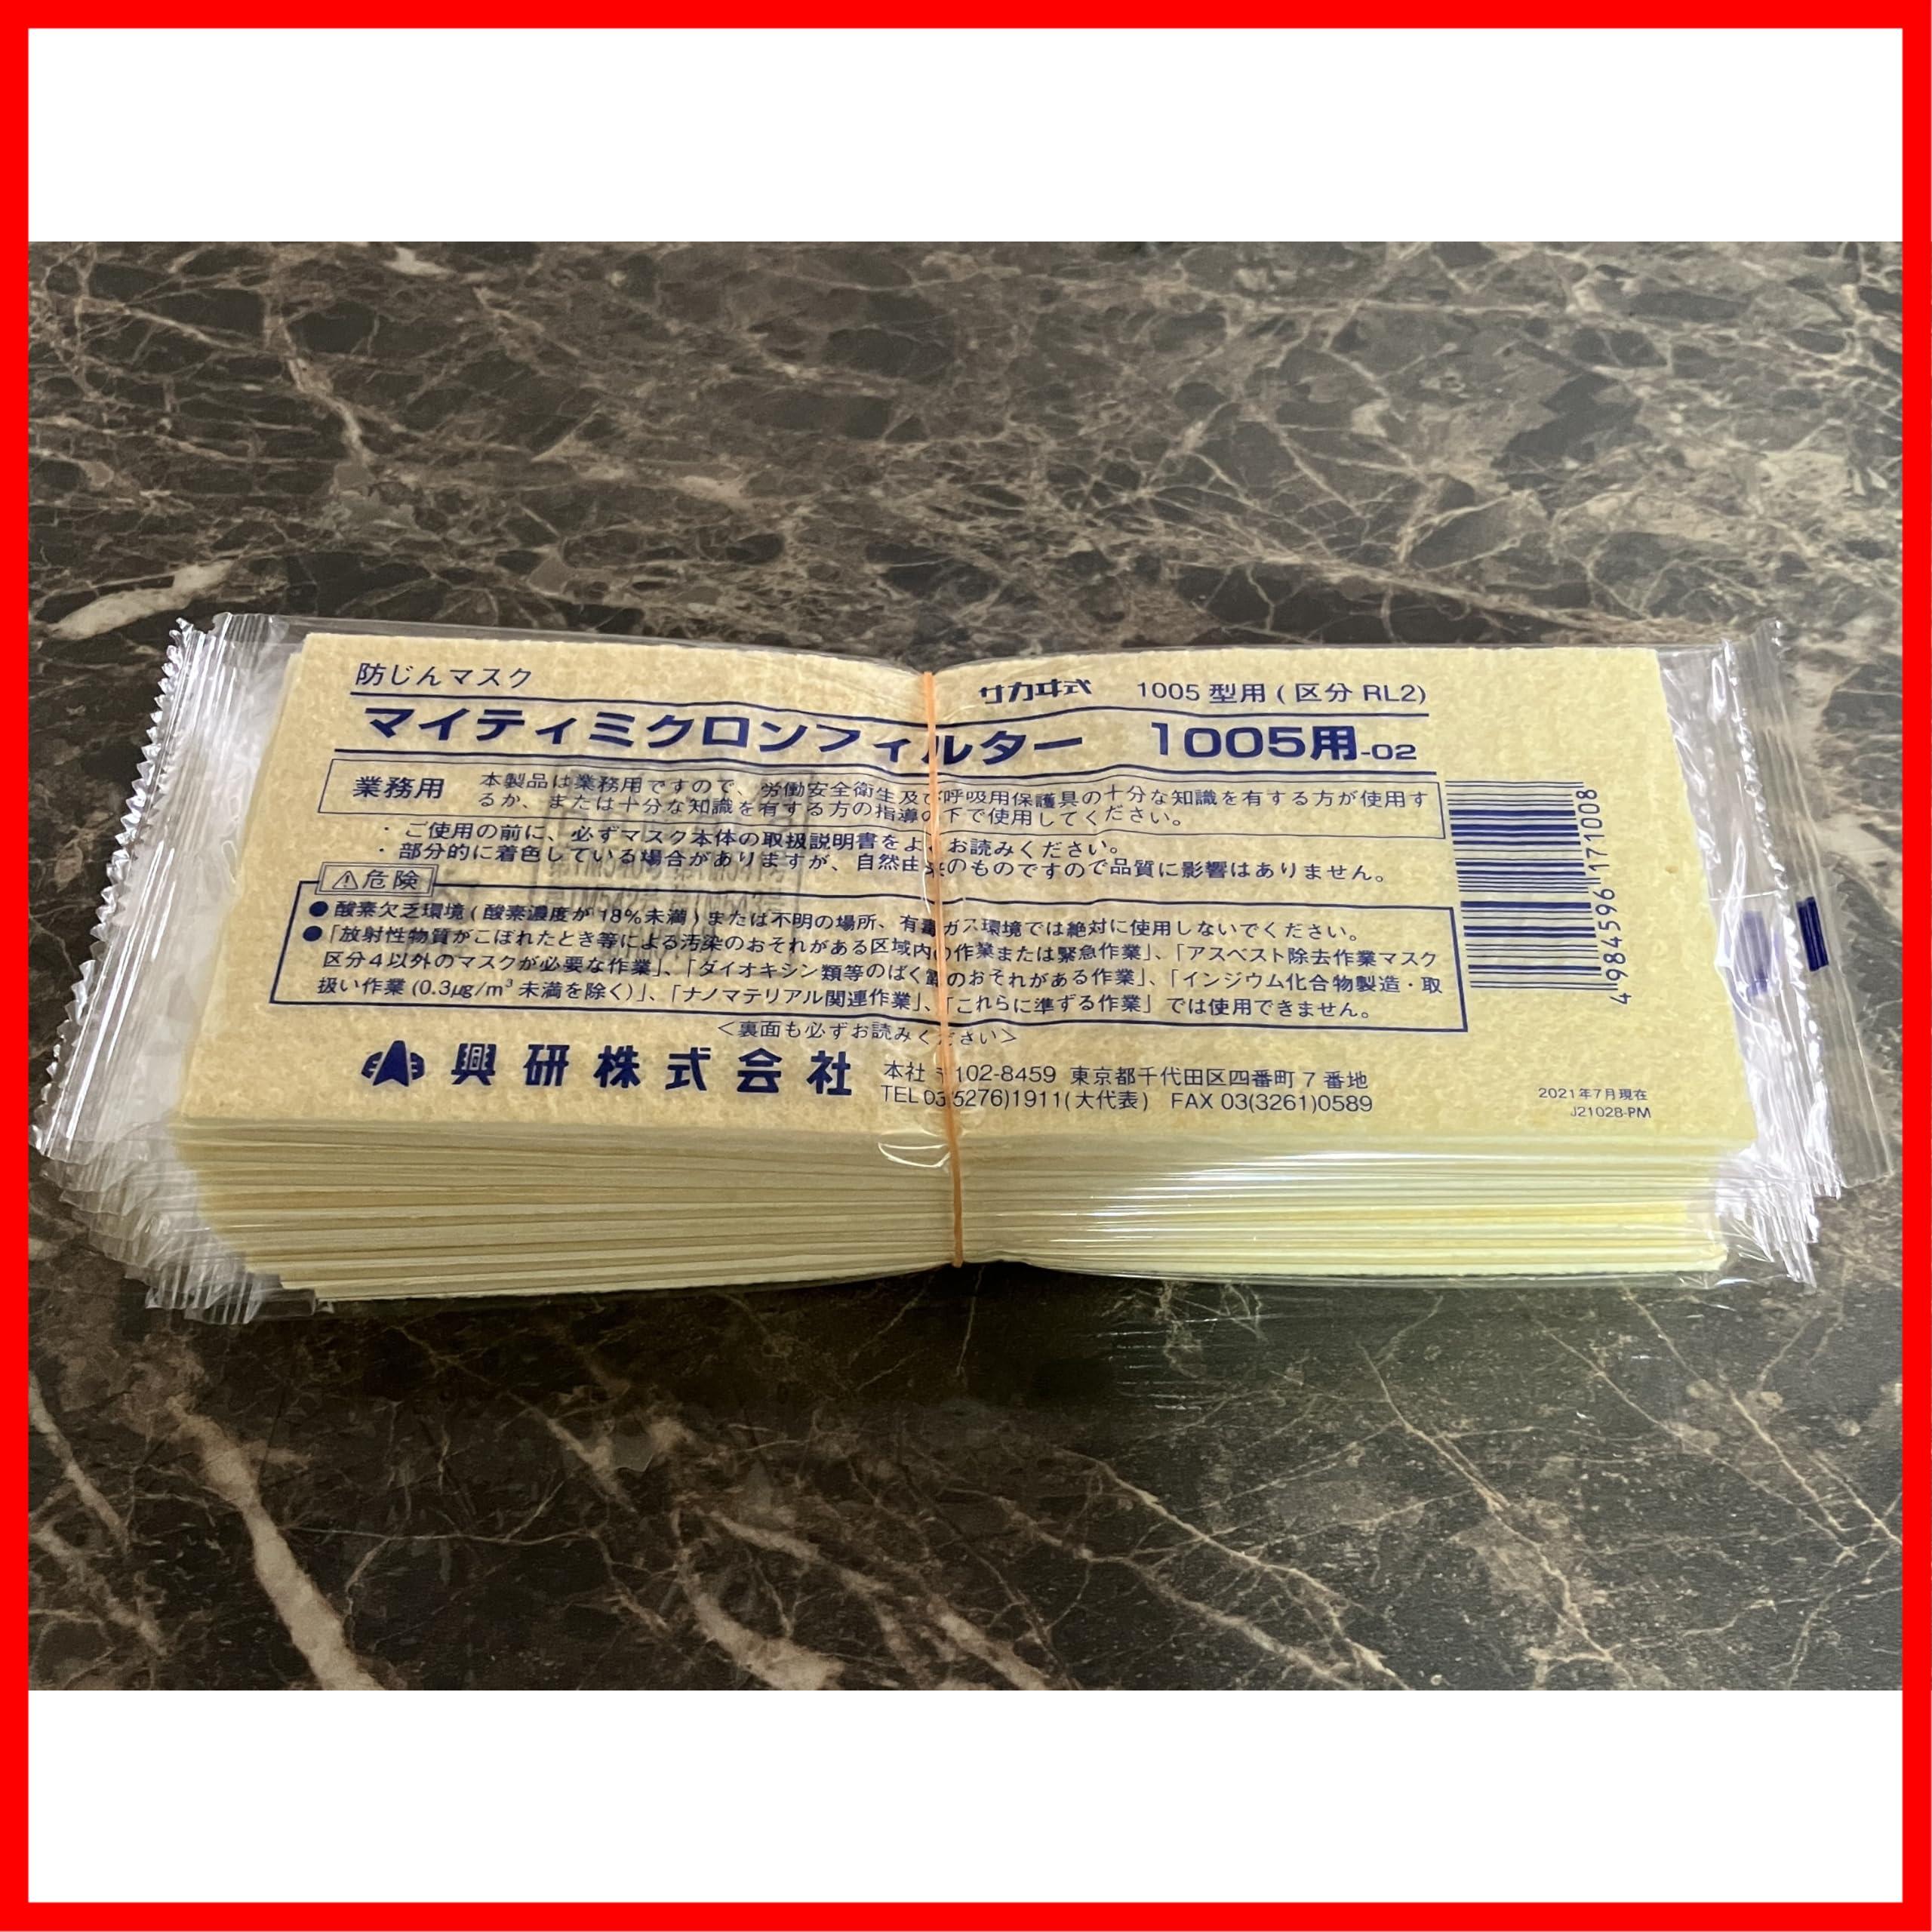 防じんマスク サカヰ式 1005 型用 ( 区分 RL2)
マイティミクロンフィルター 1005用-02
業務用 本製品は業務用ですので、労働安全衛生及び呼吸用保護具の十分な知識を有する方が使用す
るか、または十分な知識を有する方の指導の下で使用してください。
・ご使用の前に、必ずマスク本体の取扱説明書をよくお読みください。
・部分的に着色している場合がありますが、自然由来のものですので品質に影響はありません。
⚠危険
●酸素欠乏環境 ( 酸素濃度が 18%未満 ) または不明の場所、有毒ガス環境では絶対に使用しないでください。
●「放射性物質がこぼれたとき等による汚染のおそれがある区域内の作業または緊急作業」、「アスベスト除去作業マスク
区分4以外のマスクが必要な作業」、「ダイオキシン類等のばく露のおそれがある作業」、「インジウム化合物製造・取
扱い作業 (0.3μg/m³ 未満を除く)」、「ナノマテリアル関連作業」、「これらに準ずる作業」では使用できません。
<裏面も必ずお読みください>
興研株式会社 本社 〒102-8459 東京都千代田区四番町 7 番地
TEL 03(5276)1911(大代表) FAX 03(3261)0589
2021年7月現在
J21028-PM
4 984596 171008